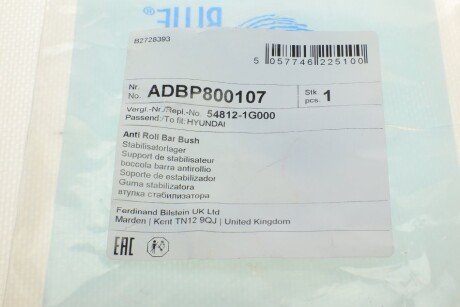 BLUE
®
B2728393
5 057746 225100
Nr.
No. ADBP800107
Stk
pcs. 1
Vergl.-Nr./Repl.-No. 54812-1G000
Passend/To fit: HYUNDAI
Anti Roll Bar Bush
Stabilisatorlager
Support de stabilisateur
boccola barra antirollio
Soporte de estabilizador
Guma stabilizatora
втулка стабилизатора
Ferdinand Bilstein UK Ltd
Marden | Kent TN12 9QJ | United Kingdom
EAC